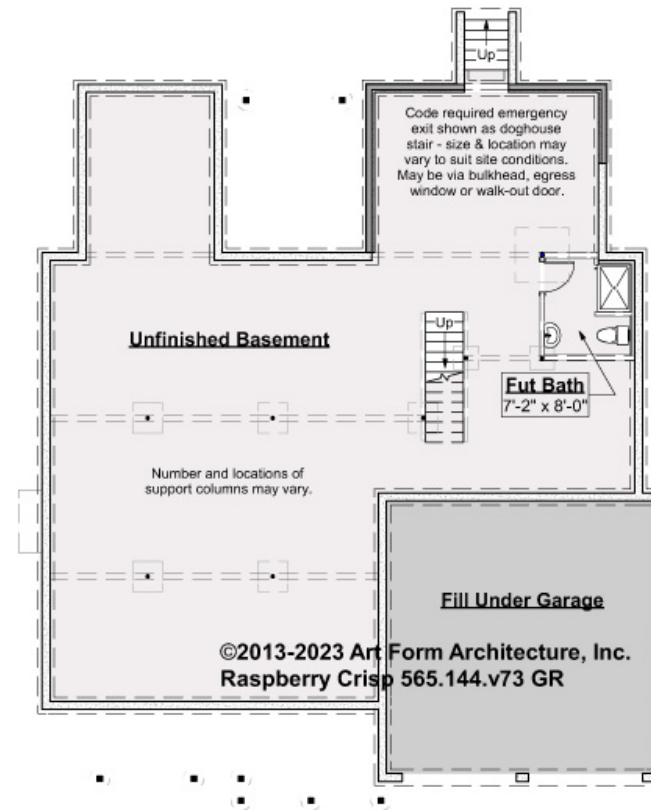 Up
Code required emergency
exit shown as doghouse
stair - size & location may
vary to suit site conditions.
May be via bulkhead, egress
window or walk-out door.
Unfinished Basement
Up
Fut Bath
7'-2" x 8'-0"
Number and locations of
support columns may vary.
Fill Under Garage
©2013-2023 Art Form Architecture, Inc.
Raspberry Crisp 565.144.v73 GR